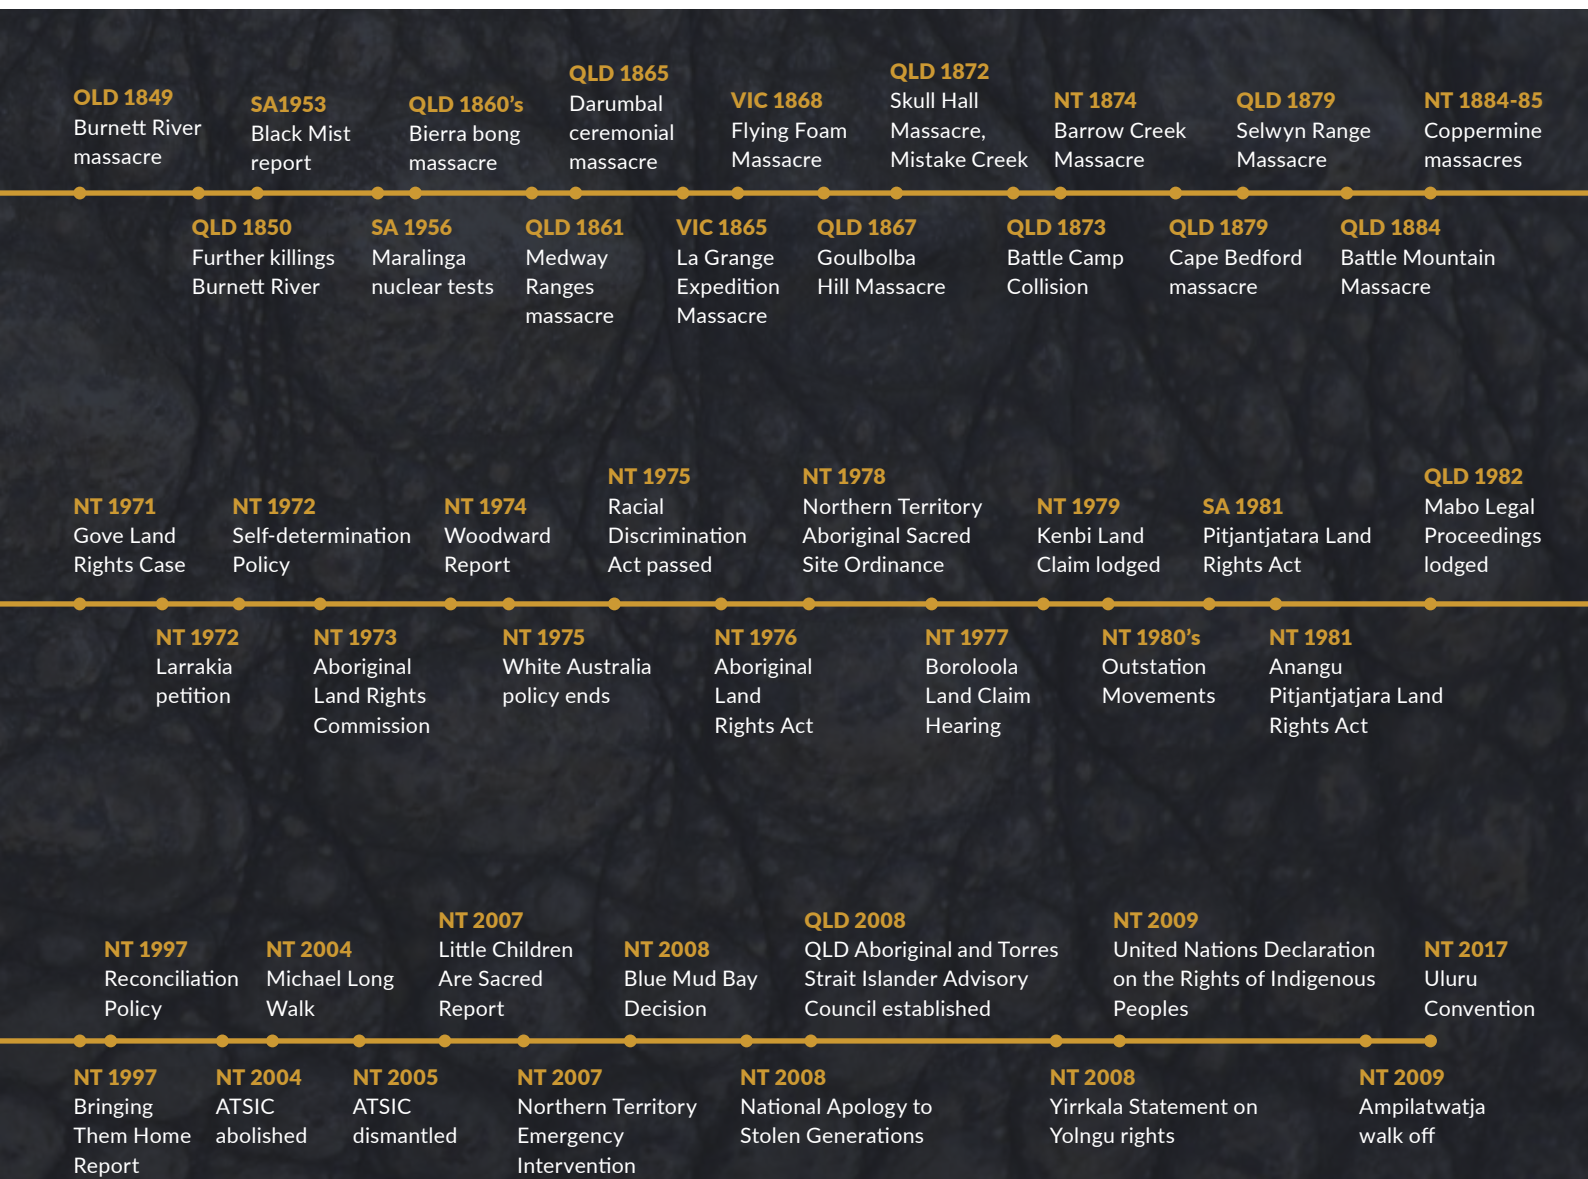 OLD 1849
Burnett River
massacre
QLD 1850
Further killings
Burnett River
SA1953
Black Mist
report
SA 1956
Maralinga
nuclear tests
QLD 1860’s
Bierra bong
massacre
QLD 1861
Medway
Ranges
massacre
QLD 1865
Darumbal
ceremonial
massacre
VIC 1865
La Grange
Expedition
Massacre
VIC 1868
Flying Foam
Massacre
QLD 1867
Goulbolba
Hill Massacre
QLD 1872
Skull Hall
Massacre,
Mistake Creek
QLD 1873
Battle Camp
Collision
NT 1874
Barrow Creek
Massacre
QLD 1879
Cape Bedford
massacre
QLD 1879
Selwyn Range
Massacre
QLD 1884
Battle Mountain
Massacre
NT 1884-85
Coppermine
massacres
NT 1971
Gove Land
Rights Case
NT 1972
Larrakia
petition
NT 1972
Self-determination
Policy
NT 1973
Aboriginal
Land Rights
Commission
NT 1974
Woodward
Report
NT 1975
White Australia
policy ends
NT 1975
Racial
Discrimination
Act passed
NT 1976
Aboriginal
Land
Rights Act
NT 1978
Northern Territory
Aboriginal Sacred
Site Ordinance
NT 1977
Boroloola
Land Claim
Hearing
NT 1979
Kenbi Land
Claim lodged
NT 1980’s
Outstation
Movements
SA 1981
Pitjantjatara Land
Rights Act
NT 1981
Anangu
Pitjantjatjara Land
Rights Act
QLD 1982
Mabo Legal
Proceedings
lodged
NT 1997
Bringing
Them Home
Report
NT 1997
Reconciliation
Policy
NT 2004
ATSIC
abolished
NT 2004
Michael Long
Walk
NT 2005
ATSIC
dismantled
NT 2007
Little Children
Are Sacred
Report
NT 2007
Northern Territory
Emergency
Intervention
NT 2008
Blue Mud Bay
Decision
NT 2008
National Apology to
Stolen Generations
QLD 2008
QLD Aboriginal and Torres
Strait Islander Advisory
Council established
NT 2008
Yirrkala Statement on
Yolngu rights
NT 2009
United Nations Declaration
on the Rights of Indigenous
Peoples
NT 2009
Ampilatwatja
walk off
NT 2017
Uluru
Convention